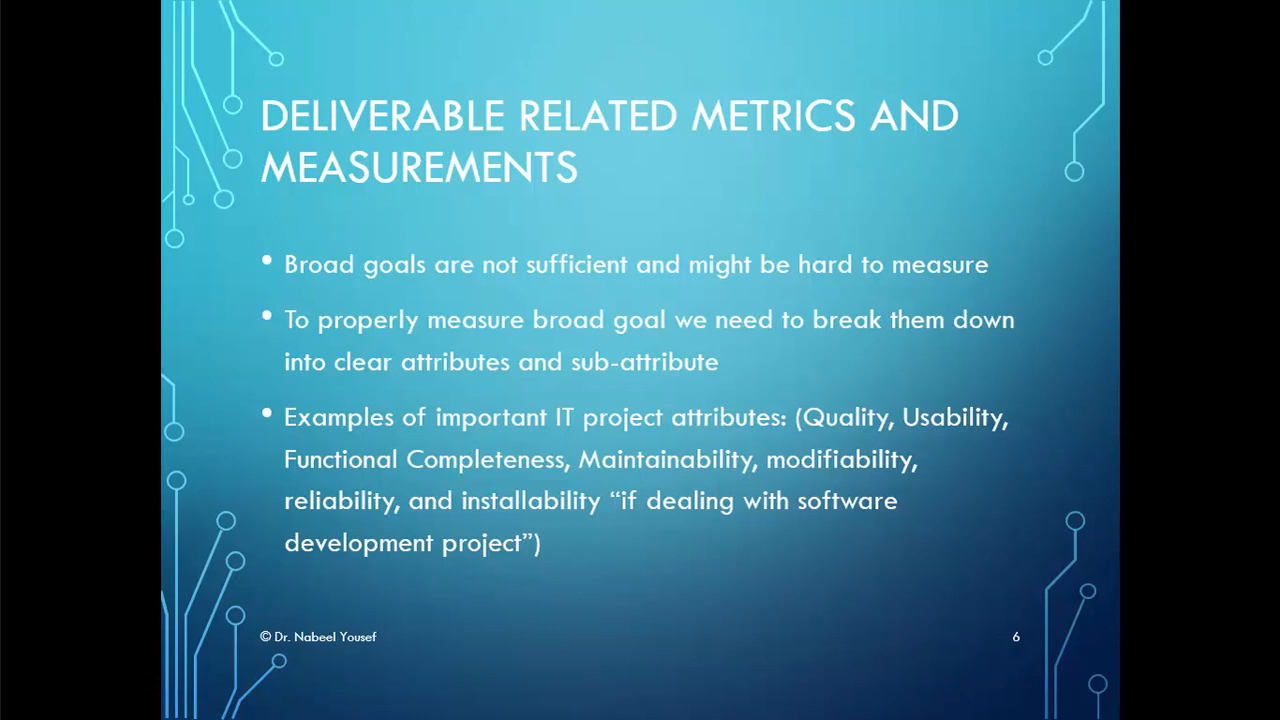 DELIVERABLE RELATED METRICS AND
MEASUREMENTS
• Broad goals are not sufficient and might be hard to measure
• To properly measure broad goal we need to break them down
into clear attributes and sub-attribute
• Examples of important IT project attributes: (Quality, Usability,
Functional Completeness, Maintainability, modifiability,
reliability, and installability “if dealing with software
development project”)
© Dr. Nabeel Yousef
6